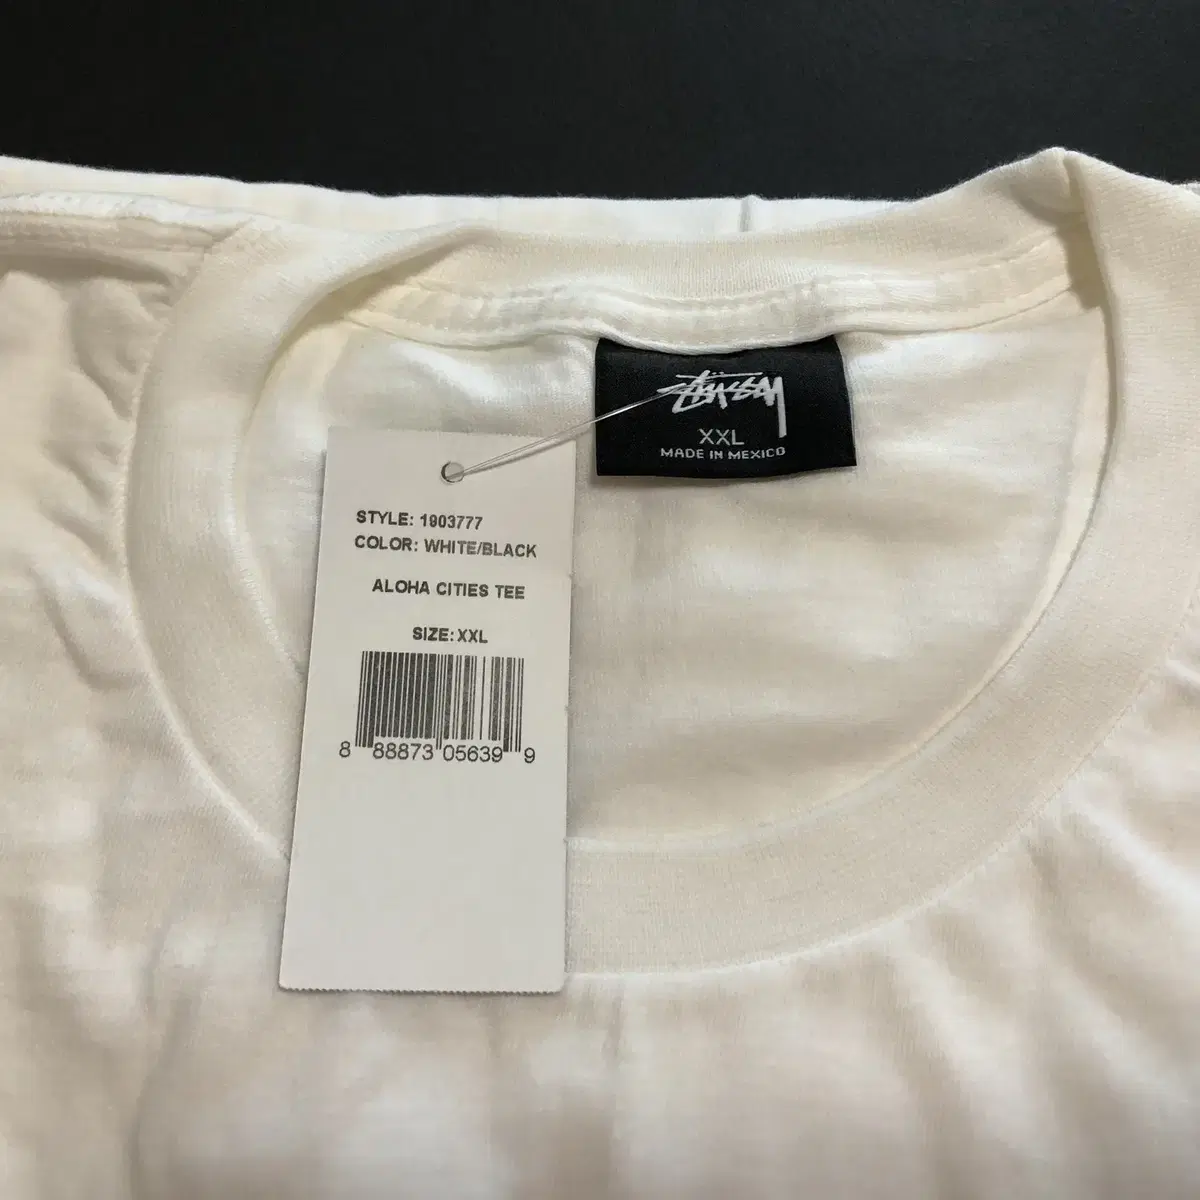 STÜSSY
XXL
MADE IN MEXICO
STYLE: 1903777
COLOR: WHITE/BLACK
ALOHA CITIES TEE
SIZE: XXL
8 88873 05639 9